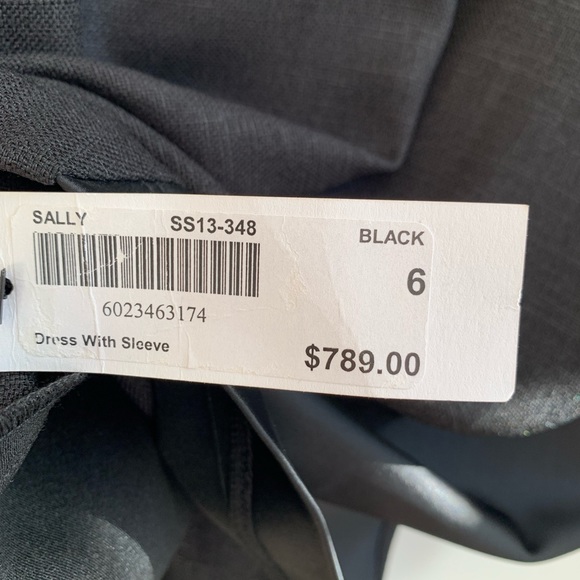 SALLY SS13-348 BLACK
6
6023463174
Dress With Sleeve
$789.00